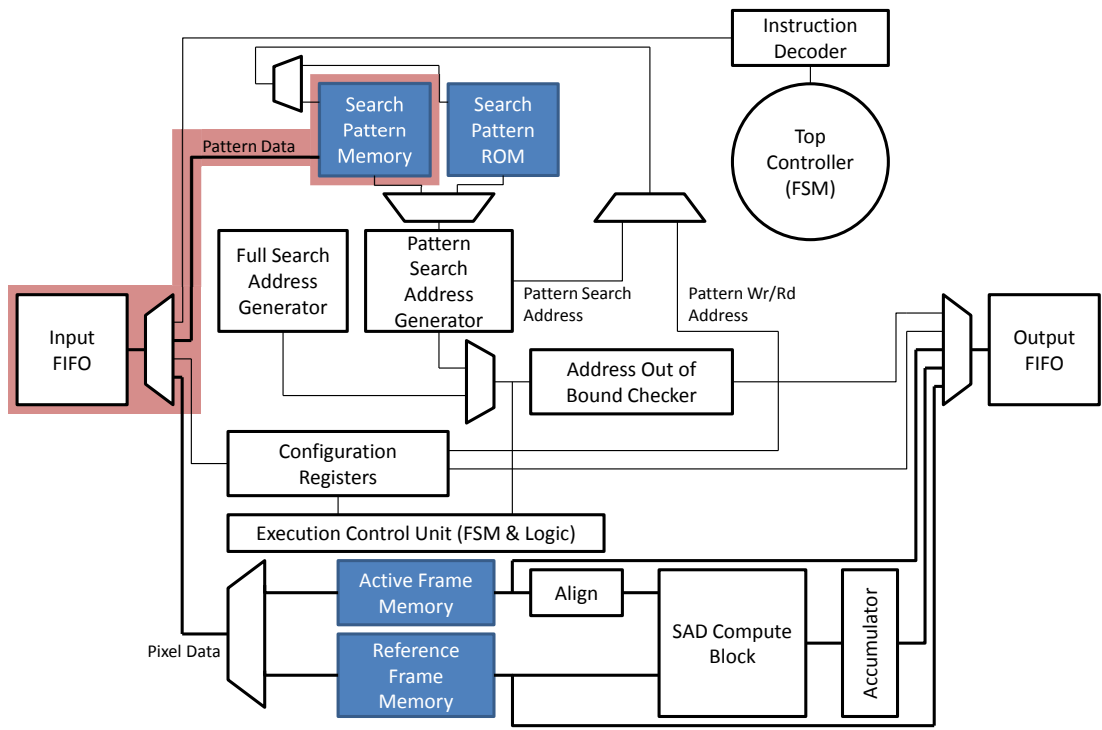 Instruction
Decoder
Search
Pattern
Memory
Search
Pattern
ROM
Pattern Data
Top
Controller
(FSM)
Full Search
Address
Generator
Pattern
Search
Address
Generator
Pattern Search
Address
Pattern Wr/Rd
Address
Input
FIFO
Address Out of
Bound Checker
Output
FIFO
Configuration
Registers
Execution Control Unit (FSM & Logic)
Active Frame
Memory
Align
SAD Compute
Block
Accumulator
Pixel Data
Reference
Frame
Memory